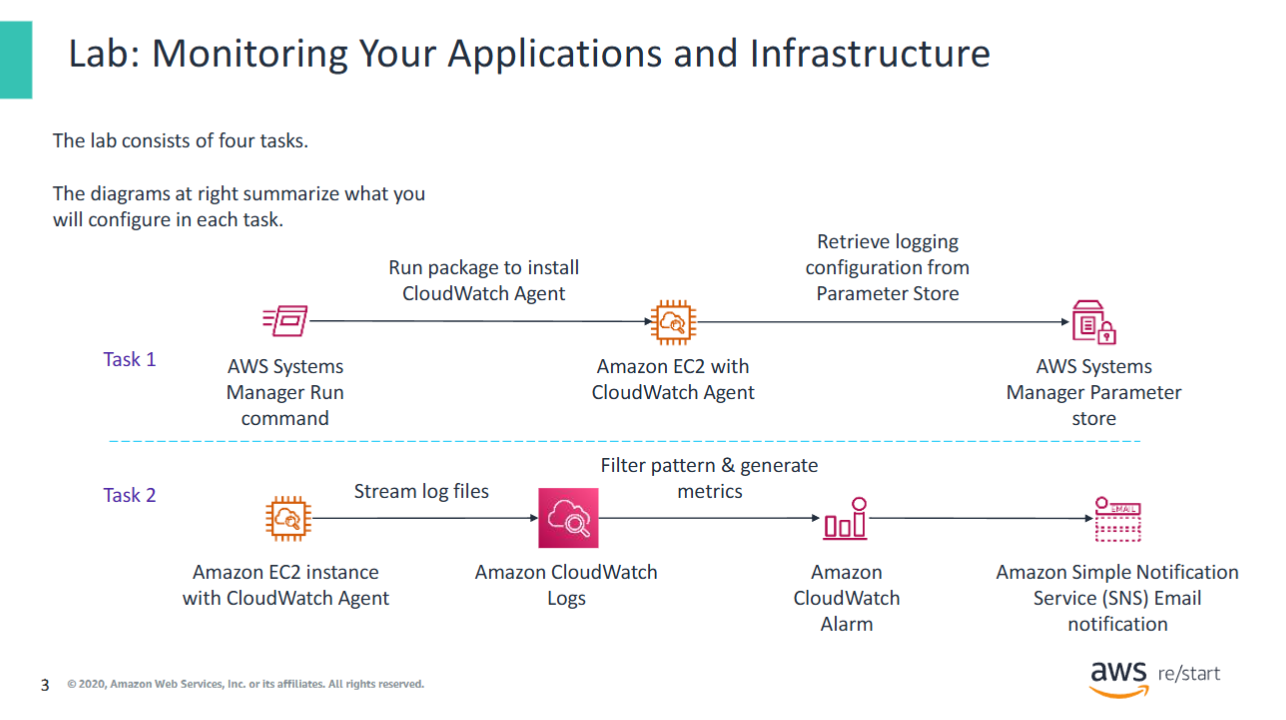 Lab: Monitoring Your Applications and Infrastructure
The lab consists of four tasks.
The diagrams at right summarize what you
will configure in each task.
Run package to install
CloudWatch Agent
Retrieve logging
configuration from
Parameter Store
Task 1
AWS Systems
Manager Run
command
Amazon EC2 with
CloudWatch Agent
AWS Systems
Manager Parameter
store
Task 2
Stream log files
Filter pattern & generate
metrics
EMAIL
Amazon EC2 instance
with CloudWatch Agent
Amazon CloudWatch
Logs
Amazon
CloudWatch
Alarm
Amazon Simple Notification
Service (SNS) Email
notification
3
© 2020, Amazon Web Services, Inc. or its affiliates. All rights reserved.
aws re/start